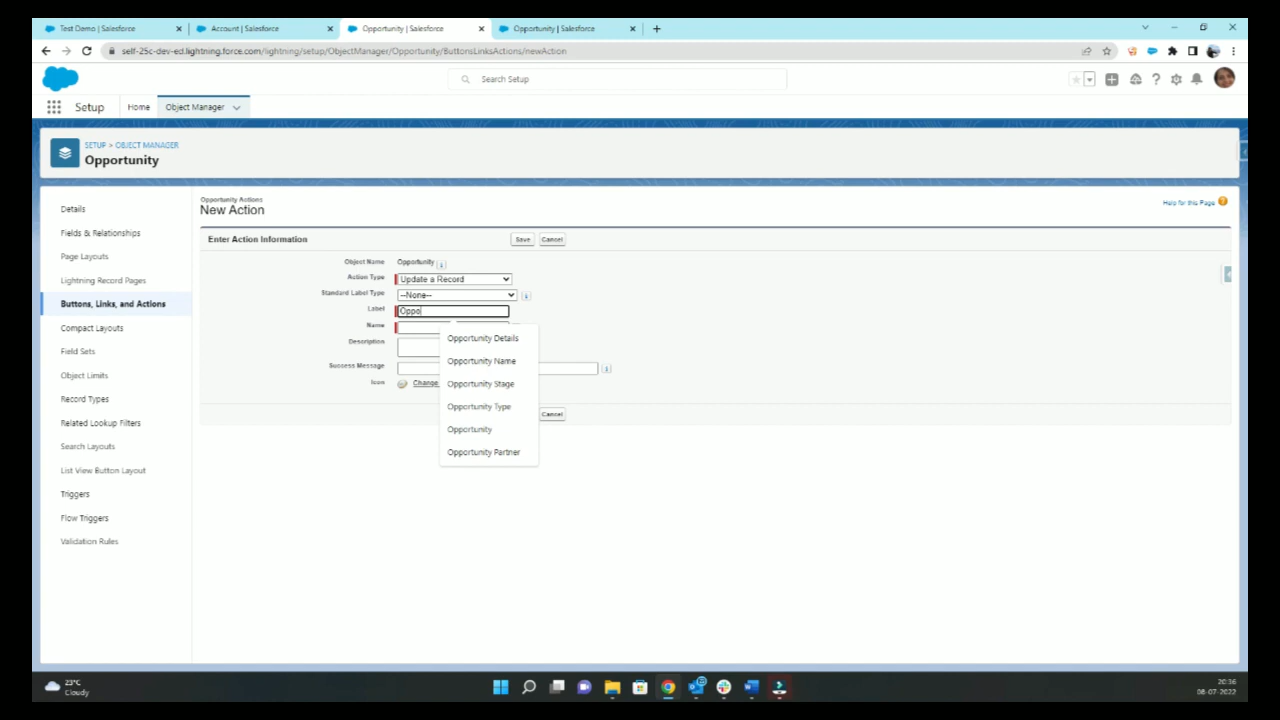 Test Demo | Salesforce
Account | Salesforce
Opportunity | Salesforce
Opportunity | Salesforce
self-25c-dev-ed.lightning.force.com/lightning/setup/ObjectManager/Opportunity/ButtonsLinksActions/newAction
Search Setup
Setup
Home
Object Manager
SETUP > OBJECT MANAGER
Opportunity
Details
Fields & Relationships
Page Layouts
Lightning Record Pages
Buttons, Links, and Actions
Compact Layouts
Field Sets
Object Limits
Record Types
Related Lookup Filters
Search Layouts
List View Button Layout
Triggers
Flow Triggers
Validation Rules
Opportunity Actions
New Action
Help for this Page
Enter Action Information
Save
Cancel
Object Name
Opportunity
Action Type
Update a Record
Standard Label Type
--None--
Label
Oppo
Name
Description
Success Message
Icon
Change
Opportunity Details
Opportunity Name
Opportunity Stage
Opportunity Type
Opportunity
Opportunity Partner
Cancel
23°C
Cloudy
20:36
08-07-2022